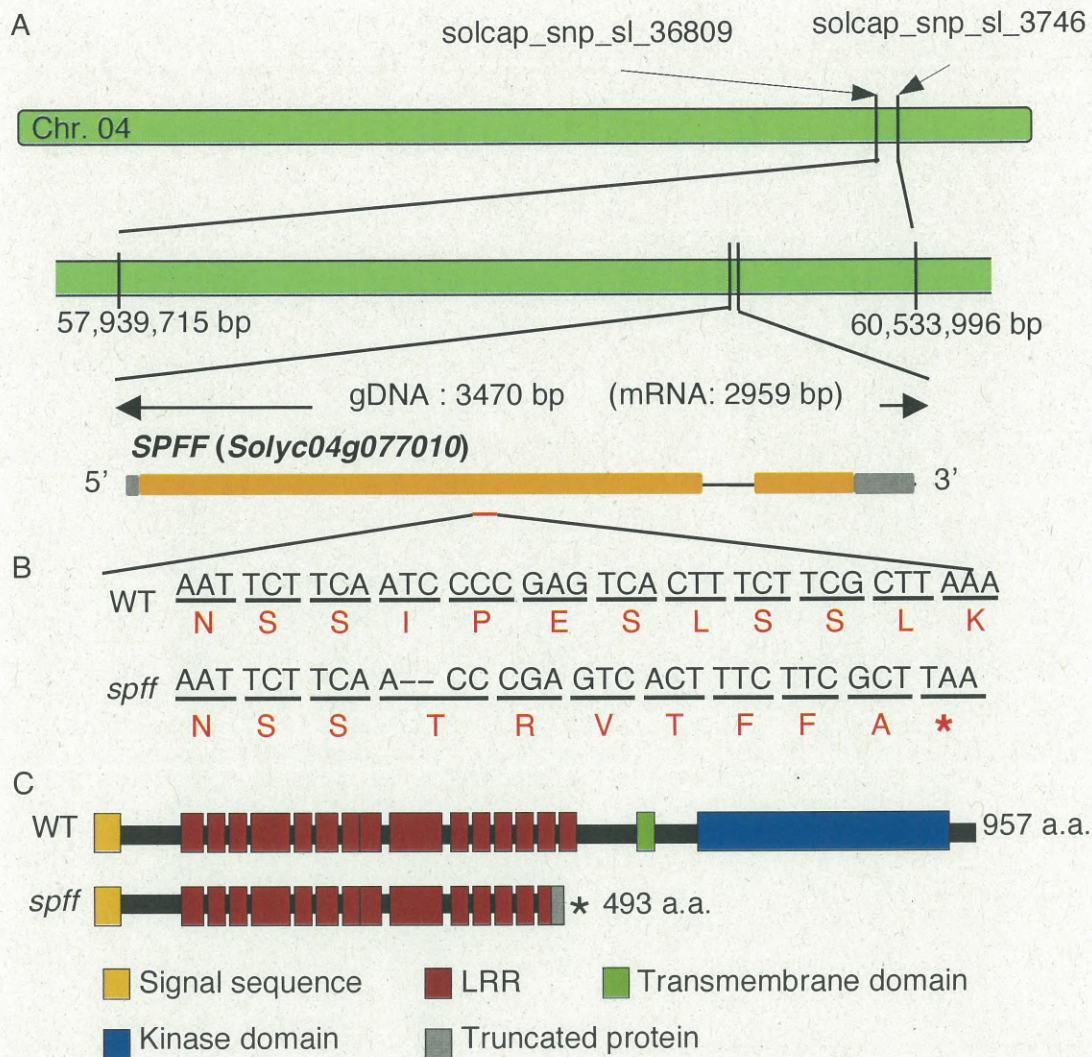 A
solcap_snp_sl_36809
solcap_snp_sl_3746
Chr. 04
57,939,715 bp
60,533,996 bp
gDNA : 3470 bp (mRNA: 2959 bp)
SPFF (Solyc04g077010)
5’
3’
B
WT
AAT TCT TCA ATC CCC GAG TCA CTT TCT TCG CTT AAA
N S S I P E S L S S L K
spff
AAT TCT TCA A–– CC CGA GTC ACT TTC TTC GCT TAA
N S S T R V T F F A *
C
WT
957 a.a.
spff
* 493 a.a.
Signal sequence
LRR
Transmembrane domain
Kinase domain
Truncated protein